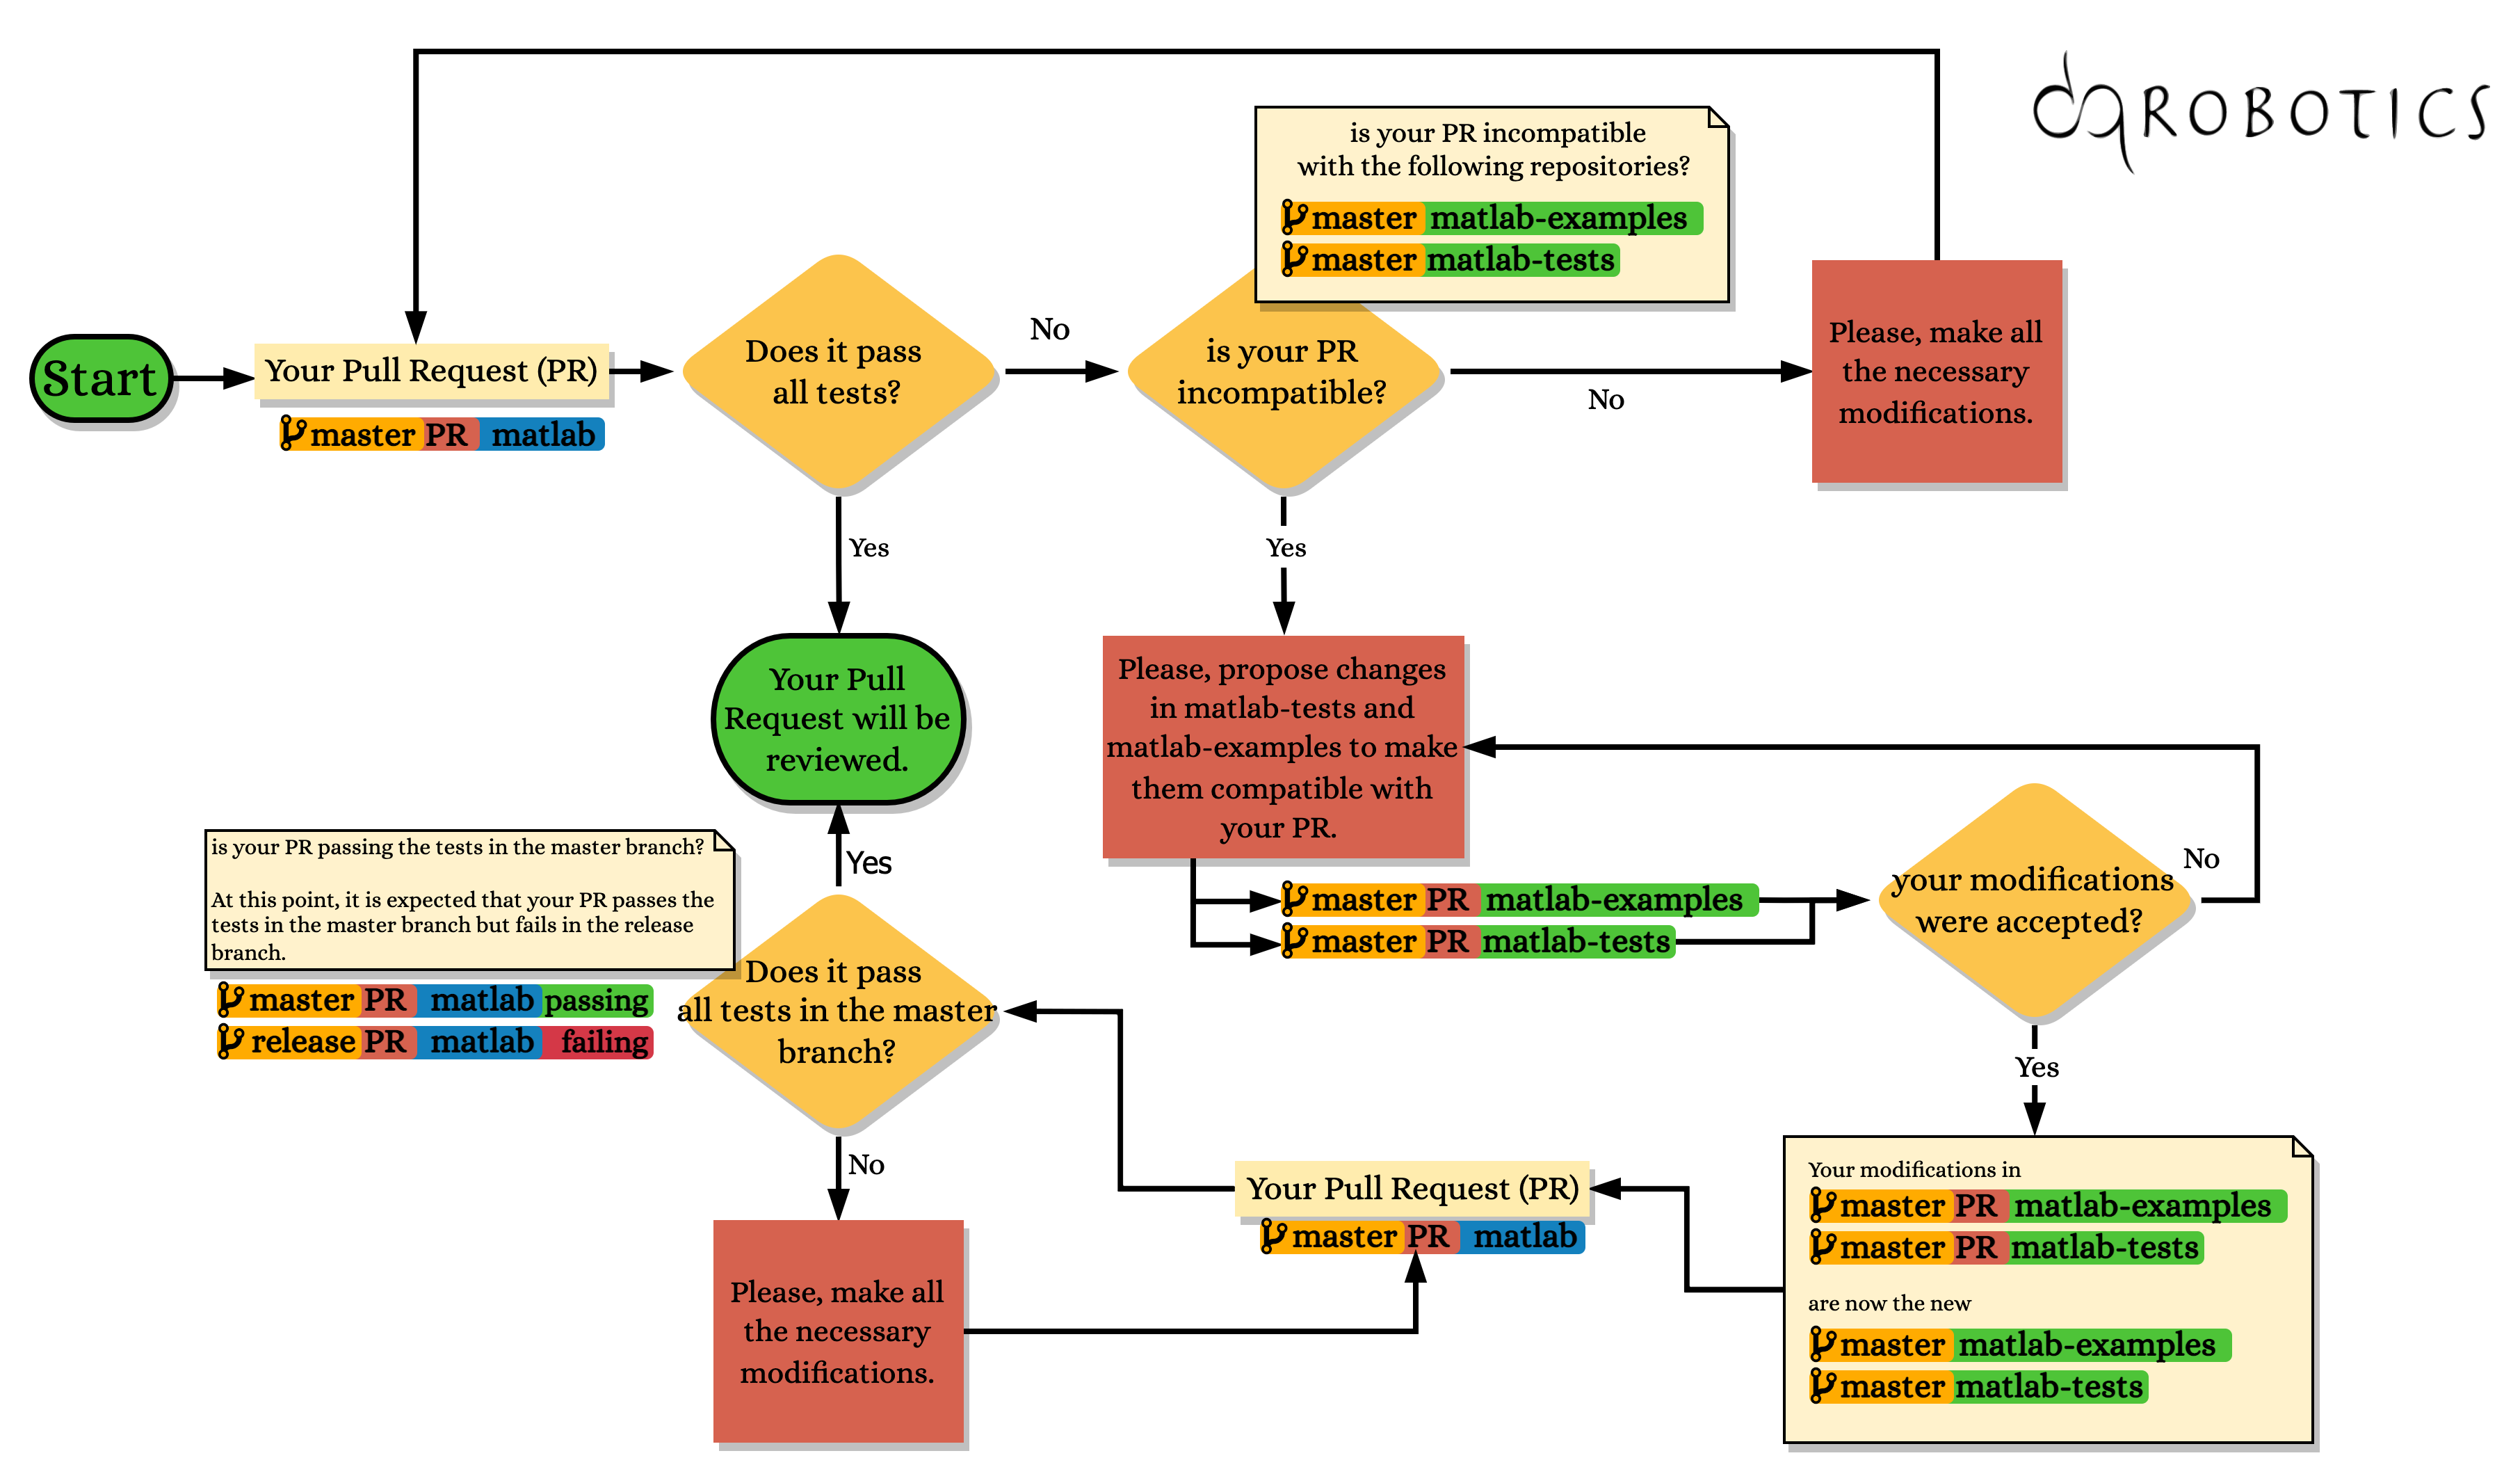 ROBOTICS
is your PR incompatible
with the following repositories?
master matlab-examples
master matlab-tests
Start
Your Pull Request (PR)
master PR matlab
Does it pass
all tests?
No
is your PR
incompatible?
No
Please, make all
the necessary
modifications.
Yes
Yes
Your Pull
Request will be
reviewed.
Please, propose changes
in matlab-tests and
matlab-examples to make
them compatible with
your PR.
is your PR passing the tests in the master branch?
At this point, it is expected that your PR passes the
tests in the master branch but fails in the release
branch.
master PR matlab passing
release PR matlab failing
Yes
Does it pass
all tests in the master
branch?
master PR matlab-examples
master PR matlab-tests
your modifications
were accepted?
No
Yes
No
Please, make all
the necessary
modifications.
Your Pull Request (PR)
master PR matlab
Your modifications in
master PR matlab-examples
master PR matlab-tests
are now the new
master matlab-examples
master matlab-tests